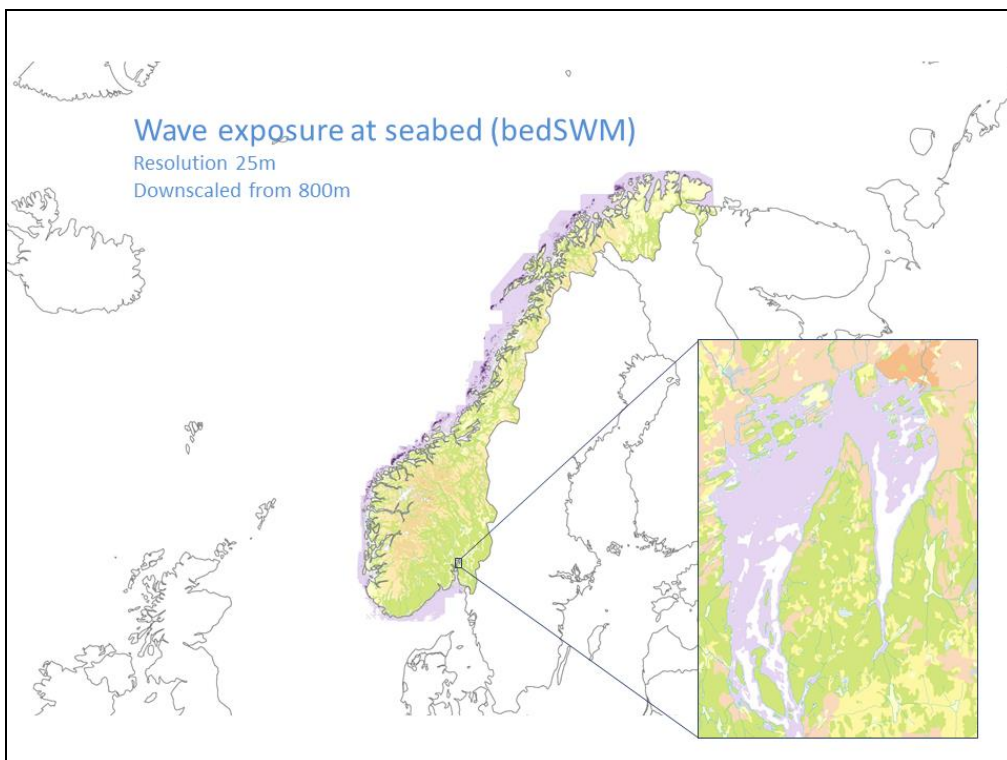 Wave exposure at seabed (bedSWM)
Resolution 25m
Downscaled from 800m